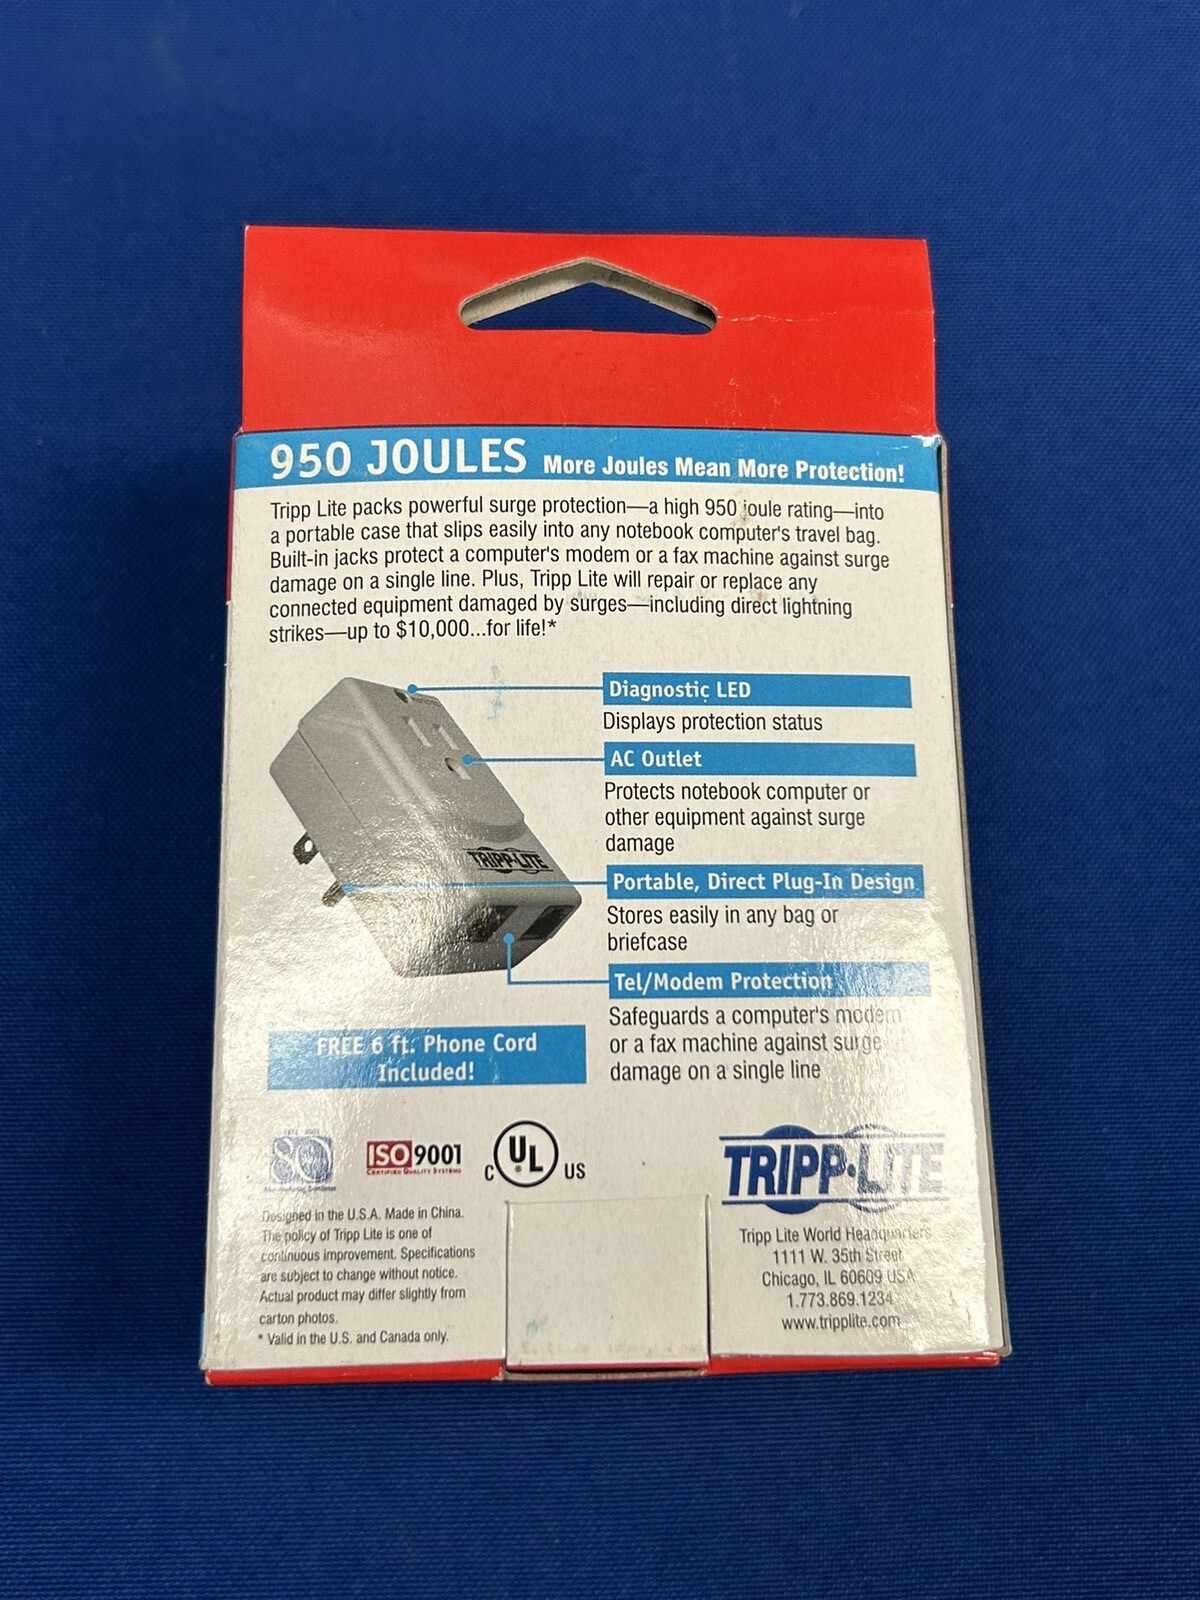 950 JOULES More Joules Mean More Protection!
Tripp Lite packs powerful surge protection—a high 950 joule rating—into
a portable case that slips easily into any notebook computer's travel bag.
Built-in jacks protect a computer's modem or a fax machine against surge
damage on a single line. Plus, Tripp Lite will repair or replace any
connected equipment damaged by surges—including direct lightning
strikes—up to $10,000...for life!*
Diagnostic LED
Displays protection status
AC Outlet
Protects notebook computer or
other equipment against surge
damage
TRIPP·LITE
Portable, Direct Plug-In Design
Stores easily in any bag or
briefcase
Tel/Modem Protection
Safeguards a computer's modem
or a fax machine against surge
damage on a single line
FREE 6 ft. Phone Cord
Included!
80
ISO 9001
CERTIFIED QUALITY SYSTEMS
C UL US
®
Designed in the U.S.A. Made in China.
The policy of Tripp Lite is one of
continuous improvement. Specifications
are subject to change without notice.
Actual product may differ slightly from
carton photos.
* Valid in the U.S. and Canada only.
TRIPP·LITE
Tripp Lite World Headquarters
1111 W. 35th Street
Chicago, IL 60609 USA
1.773.869.1234
www.tripplite.com